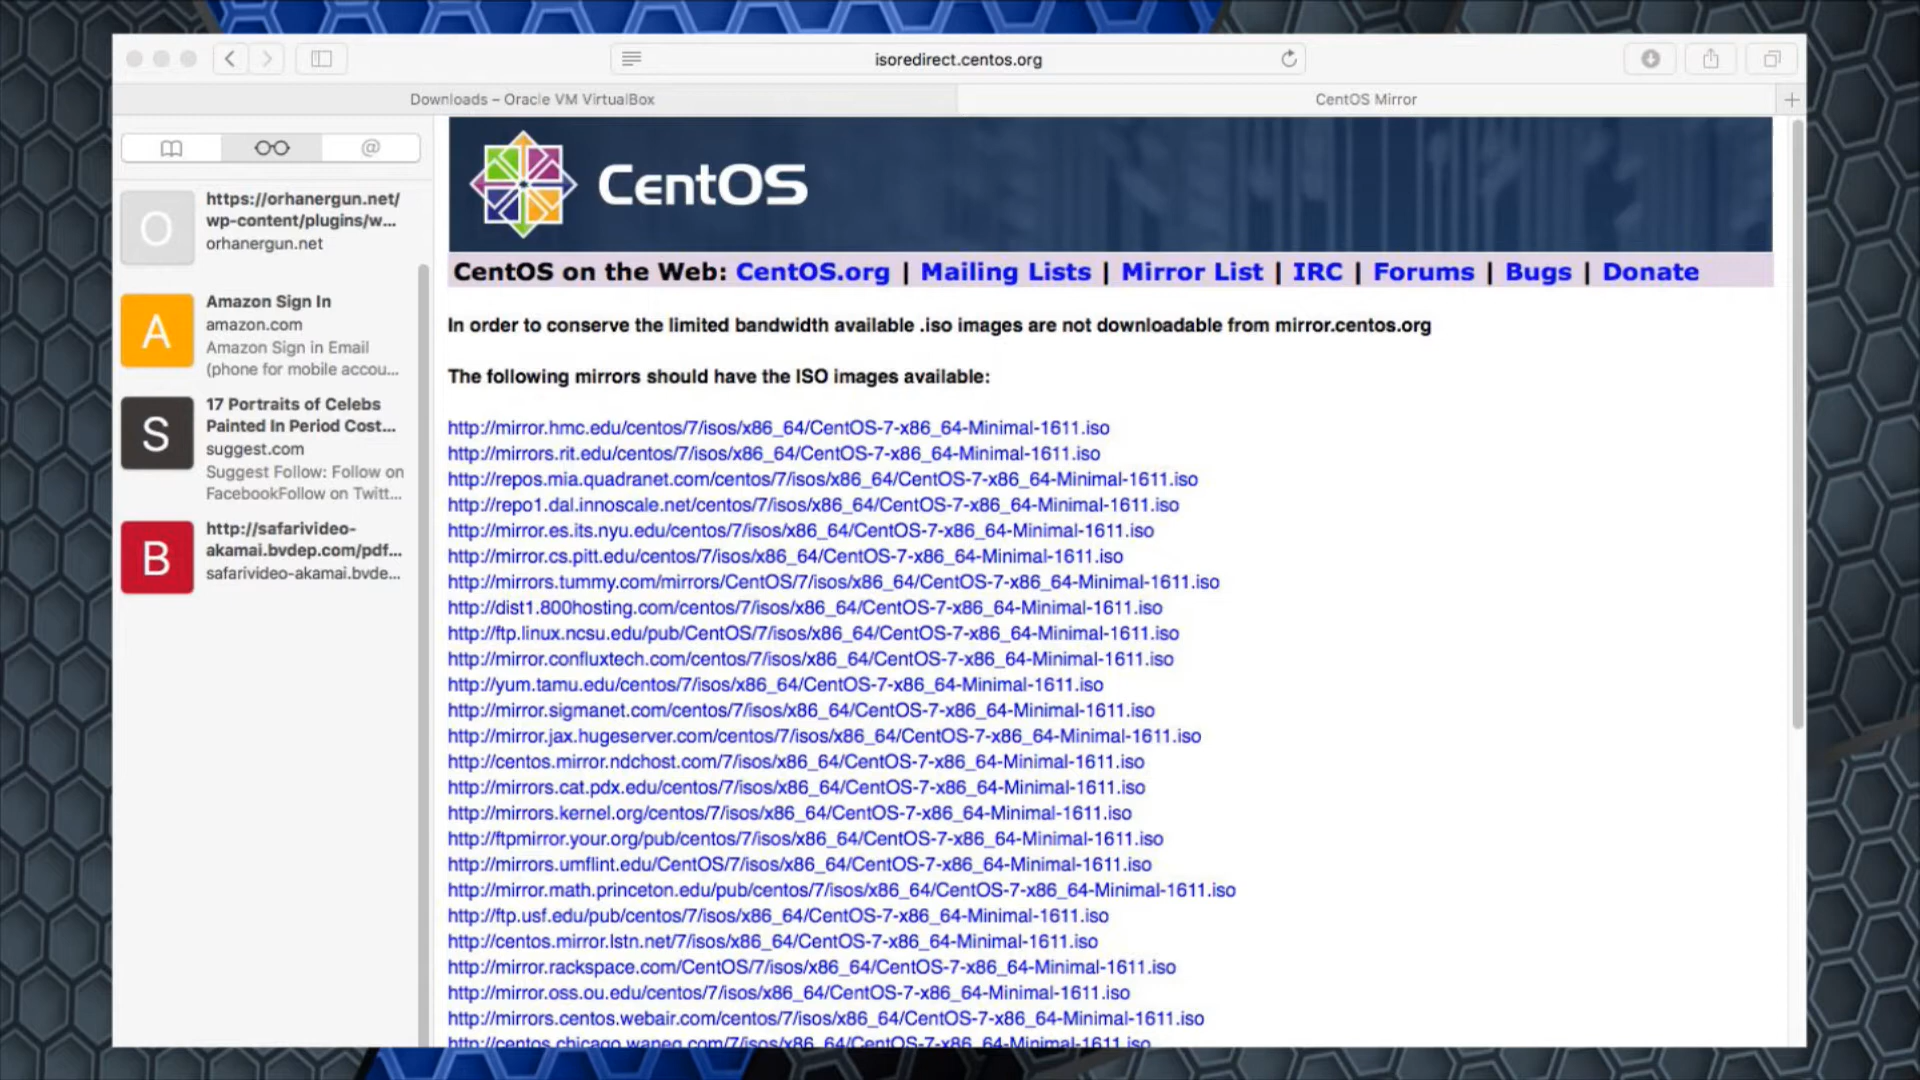 isoredirect.centos.org
Downloads – Oracle VM VirtualBox
CentOS Mirror
@
O
https://orhanergun.net/
wp-content/plugins/w...
orhanergun.net
A
Amazon Sign In
amazon.com
Amazon Sign in Email
(phone for mobile accou...
S
17 Portraits of Celebs
Painted In Period Cost...
suggest.com
Suggest Follow: Follow on
FacebookFollow on Twitt...
B
http://safarivideo-
akamai.bvdep.com/pdf...
safarivideo-akamai.bvde...
CentOS
CentOS on the Web: CentOS.org | Mailing Lists | Mirror List | IRC | Forums | Bugs | Donate
In order to conserve the limited bandwidth available .iso images are not downloadable from mirror.centos.org
The following mirrors should have the ISO images available:
http://mirror.hmc.edu/centos/7/isos/x86_64/CentOS-7-x86_64-Minimal-1611.iso
http://mirrors.rit.edu/centos/7/isos/x86_64/CentOS-7-x86_64-Minimal-1611.iso
http://repos.mia.quadranet.com/centos/7/isos/x86_64/CentOS-7-x86_64-Minimal-1611.iso
http://repo1.dal.innoscale.net/centos/7/isos/x86_64/CentOS-7-x86_64-Minimal-1611.iso
http://mirror.es.its.nyu.edu/centos/7/isos/x86_64/CentOS-7-x86_64-Minimal-1611.iso
http://mirror.cs.pitt.edu/centos/7/isos/x86_64/CentOS-7-x86_64-Minimal-1611.iso
http://mirrors.tummy.com/mirrors/CentOS/7/isos/x86_64/CentOS-7-x86_64-Minimal-1611.iso
http://dist1.800hosting.com/centos/7/isos/x86_64/CentOS-7-x86_64-Minimal-1611.iso
http://ftp.linux.ncsu.edu/pub/CentOS/7/isos/x86_64/CentOS-7-x86_64-Minimal-1611.iso
http://mirror.confluxtech.com/centos/7/isos/x86_64/CentOS-7-x86_64-Minimal-1611.iso
http://yum.tamu.edu/centos/7/isos/x86_64/CentOS-7-x86_64-Minimal-1611.iso
http://mirror.sigmanet.com/centos/7/isos/x86_64/CentOS-7-x86_64-Minimal-1611.iso
http://mirror.jax.hugeserver.com/centos/7/isos/x86_64/CentOS-7-x86_64-Minimal-1611.iso
http://centos.mirror.ndchost.com/7/isos/x86_64/CentOS-7-x86_64-Minimal-1611.iso
http://mirrors.cat.pdx.edu/centos/7/isos/x86_64/CentOS-7-x86_64-Minimal-1611.iso
http://mirrors.kernel.org/centos/7/isos/x86_64/CentOS-7-x86_64-Minimal-1611.iso
http://ftpmirror.your.org/pub/centos/7/isos/x86_64/CentOS-7-x86_64-Minimal-1611.iso
http://mirrors.umflint.edu/CentOS/7/isos/x86_64/CentOS-7-x86_64-Minimal-1611.iso
http://mirror.math.princeton.edu/pub/centos/7/isos/x86_64/CentOS-7-x86_64-Minimal-1611.iso
http://ftp.usf.edu/pub/centos/7/isos/x86_64/CentOS-7-x86_64-Minimal-1611.iso
http://centos.mirror.lstn.net/7/isos/x86_64/CentOS-7-x86_64-Minimal-1611.iso
http://mirror.rackspace.com/CentOS/7/isos/x86_64/CentOS-7-x86_64-Minimal-1611.iso
http://mirror.oss.ou.edu/centos/7/isos/x86_64/CentOS-7-x86_64-Minimal-1611.iso
http://mirrors.centos.webair.com/centos/7/isos/x86_64/CentOS-7-x86_64-Minimal-1611.iso
http://centos.chicago.waneq.com/7/isos/x86_64/CentOS-7-x86_64-Minimal-1611.iso